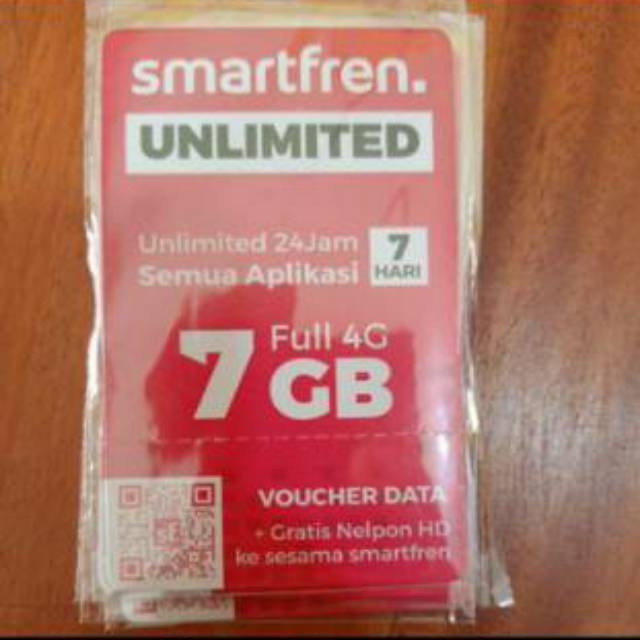 smartfren.
UNLIMITED
Unlimited 24Jam
Semua Aplikasi
7
HARI
7
Full 4G
GB
VOUCHER DATA
+ Gratis Nelpon HD
ke sesama smartfren